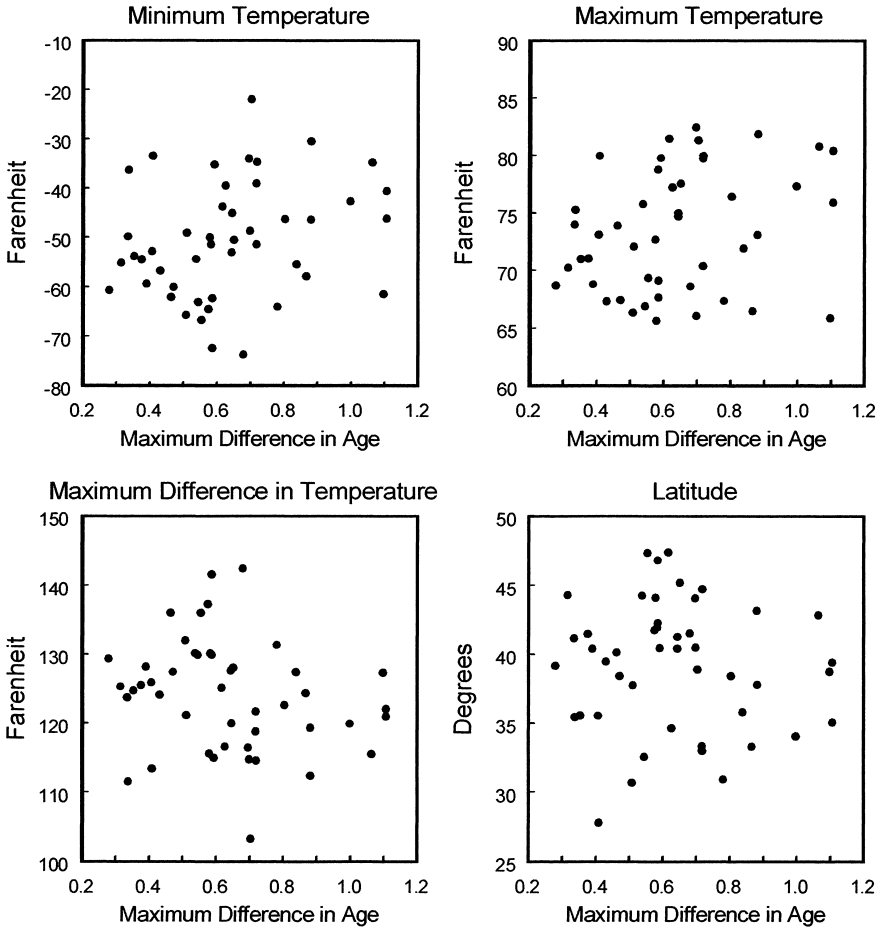 Minimum Temperature
-10
-20
-30
-40
-50
-60
-70
-80
Farenheit
0.2 0.4 0.6 0.8 1.0 1.2
Maximum Difference in Age
Maximum Temperature
90
85
80
75
70
65
60
Farenheit
0.2 0.4 0.6 0.8 1.0 1.2
Maximum Difference in Age
Maximum Difference in Temperature
150
140
130
120
110
100
Farenheit
0.2 0.4 0.6 0.8 1.0 1.2
Maximum Difference in Age
Latitude
50
45
40
35
30
25
Degrees
0.2 0.4 0.6 0.8 1.0 1.2
Maximum Difference in Age